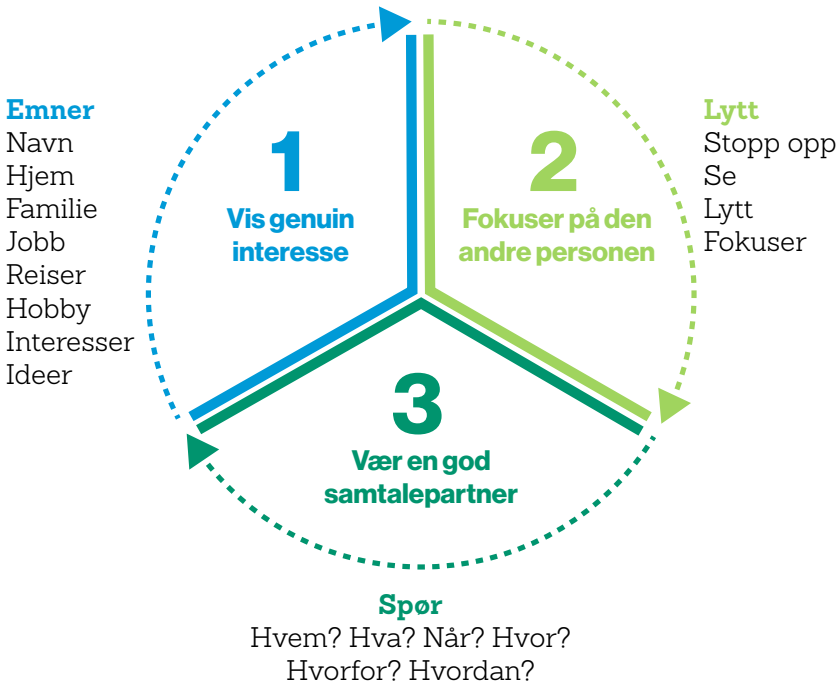 Emner
Navn
Hjem
Familie
Jobb
Reiser
Hobby
Interesser
Ideer
1
Vis genuin
interesse
2
Fokuser på den
andre personen
Lytt
Stopp opp
Se
Lytt
Fokuser
3
Vær en god
samtalepartner
Spør
Hvem? Hva? Når? Hvor?
Hvorfor? Hvordan?